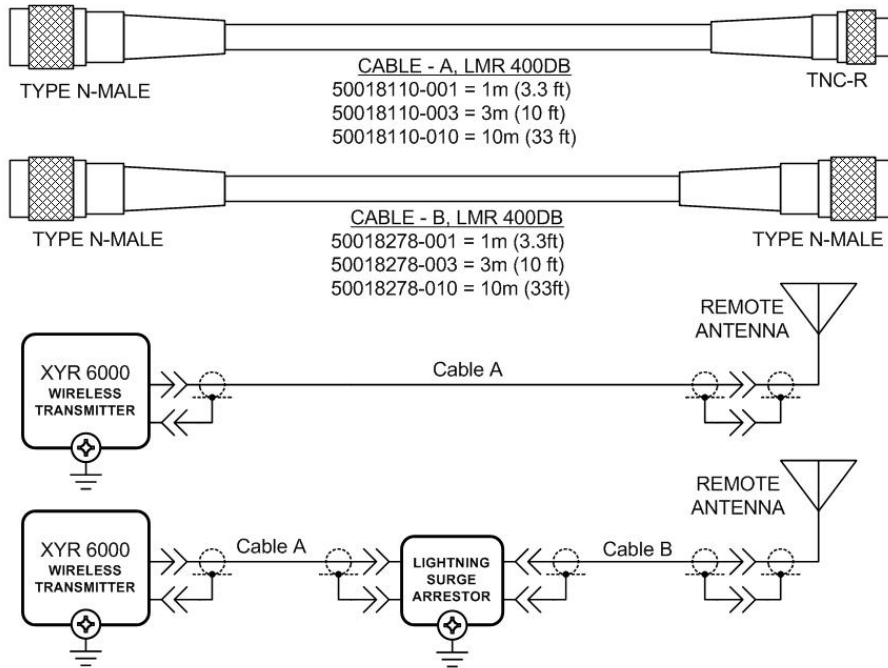 TYPE N-MALE
CABLE - A, LMR 400DB
50018110-001 = 1m (3.3 ft)
50018110-003 = 3m (10 ft)
50018110-010 = 10m (33 ft)
TNC-R
TYPE N-MALE
CABLE - B, LMR 400DB
50018278-001 = 1m (3.3ft)
50018278-003 = 3m (10 ft)
50018278-010 = 10m (33ft)
TYPE N-MALE
XYR 6000
WIRELESS
TRANSMITTER
Cable A
REMOTE
ANTENNA
XYR 6000
WIRELESS
TRANSMITTER
Cable A
LIGHTNING
SURGE
ARRESTOR
Cable B
REMOTE
ANTENNA